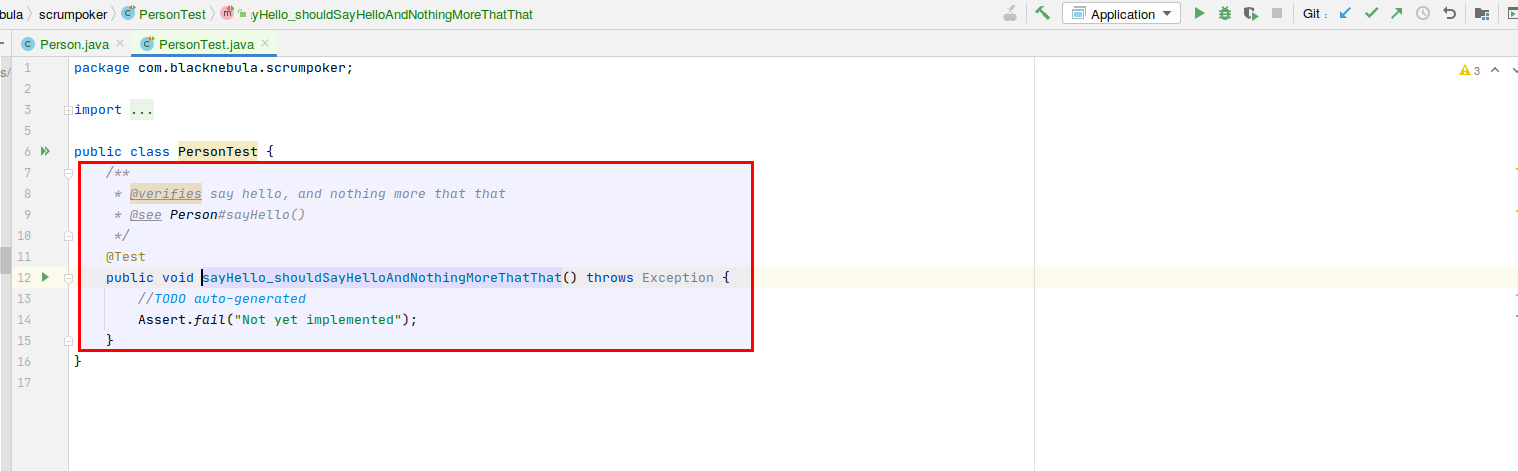 bula scrumpoker PersonTest yHello_shouldSayHelloAndNothingMoreThatThat Application Git :
Person.java PersonTest.java
s/
1 package com.blacknebula.scrumpoker; 3
2
3 import ...
5
6 public class PersonTest {
7 /**
8 * @verifies say hello, and nothing more that that
9 * @see Person#sayHello()
10 */
11 @Test
12 public void sayHello_shouldSayHelloAndNothingMoreThatThat() throws Exception {
13 //TODO auto-generated
14 Assert.fail("Not yet implemented");
15 }
16 }
17